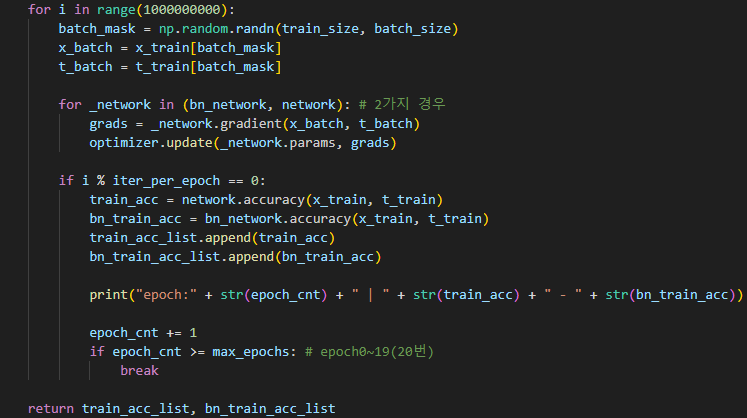 for i in range(1000000000):
    batch_mask = np.random.randn(train_size, batch_size)
    x_batch = x_train[batch_mask]
    t_batch = t_train[batch_mask]

    for _network in (bn_network, network): # 2가지 경우
        grads = _network.gradient(x_batch, t_batch)
        optimizer.update(_network.params, grads)

    if i % iter_per_epoch == 0:
        train_acc = network.accuracy(x_train, t_train)
        bn_train_acc = bn_network.accuracy(x_train, t_train)
        train_acc_list.append(train_acc)
        bn_train_acc_list.append(bn_train_acc)

        print("epoch:" + str(epoch_cnt) + " | " + str(train_acc) + " - " + str(bn_train_acc))

        epoch_cnt += 1
        if epoch_cnt >= max_epochs: # epoch0~19(20번)
            break

return train_acc_list, bn_train_acc_list